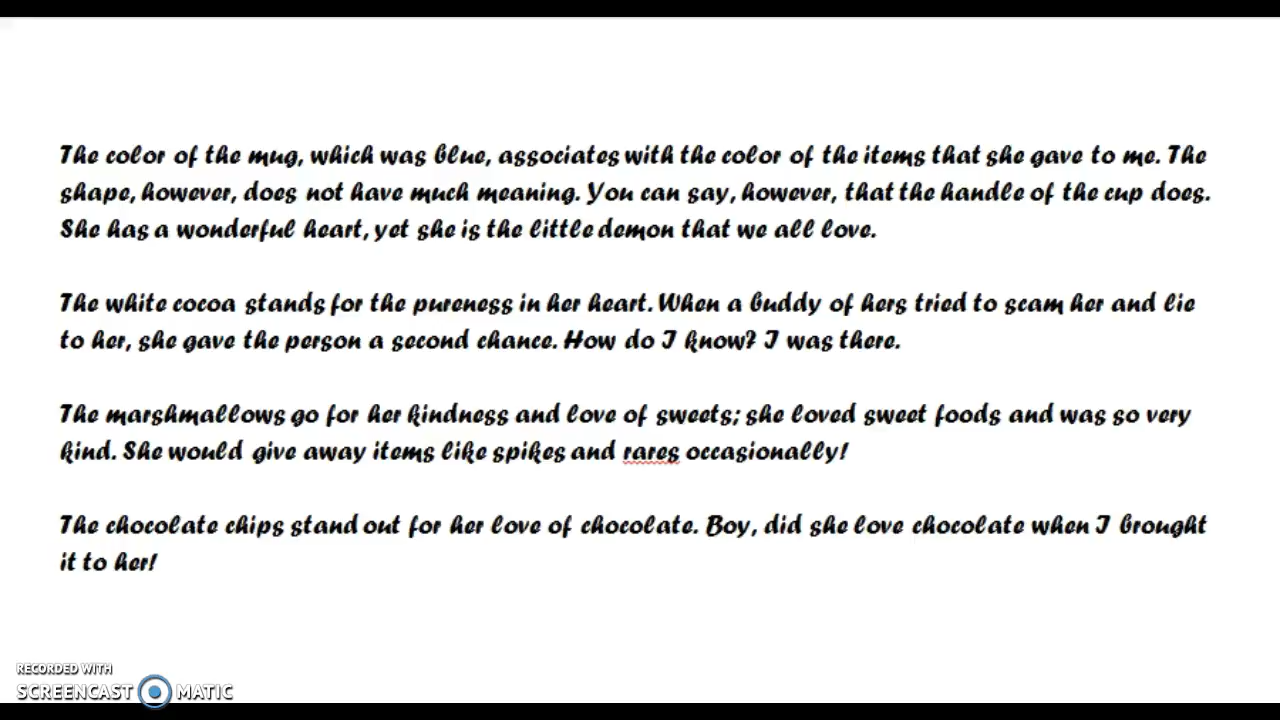 The color of the mug, which was blue, associates with the color of the items that she gave to me. The
shape, however, does not have much meaning. You can say, however, that the handle of the cup does.
She has a wonderful heart, yet she is the little demon that we all love.
The white cocoa stands for the pureness in her heart. When a buddy of hers tried to scam her and lie
to her, she gave the person a second chance. How do I know? I was there.
The marshmallows go for her kindness and love of sweets; she loved sweet foods and was so very
kind. She would give away items like spikes and rares occasionally!
The chocolate chips stand out for her love of chocolate. Boy, did she love chocolate when I brought
it to her!
RECORDED WITH
SCREENCAST MATIC